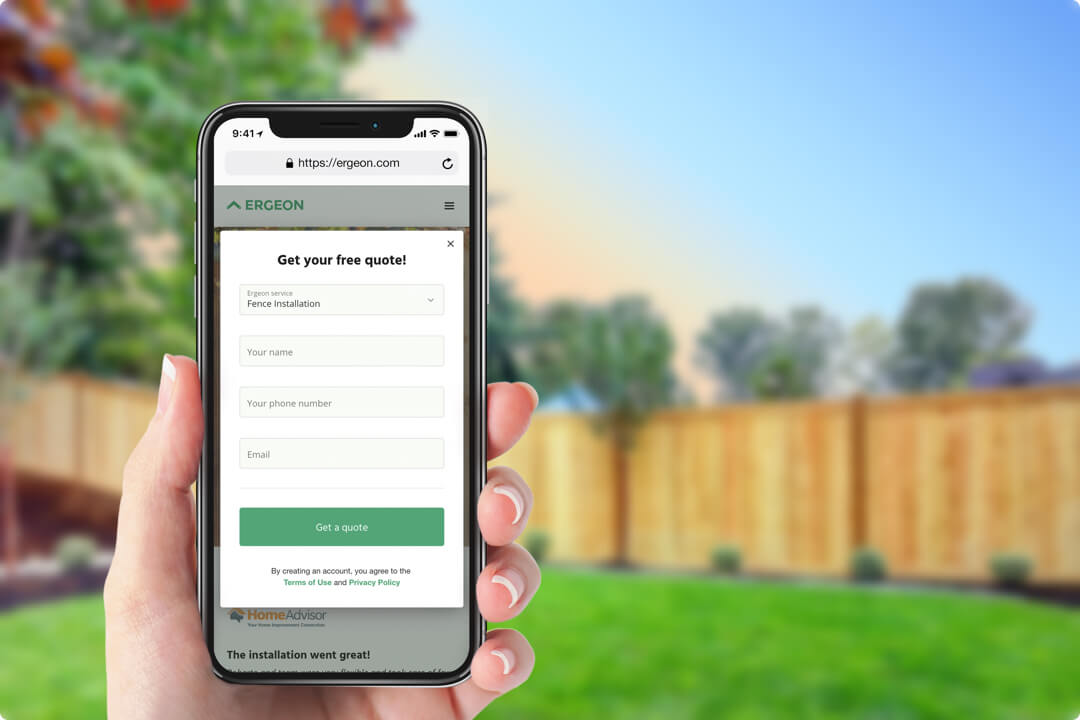 9:41
https://ergeon.com
ERGEON
Get your free quote!
Ergeon service
Fence Installation
Your name
Your phone number
Email
Get a quote
By creating an account, you agree to the
Terms of Use and Privacy Policy
HomeAdvisor
Your Home Improvement Connection
The installation went great!